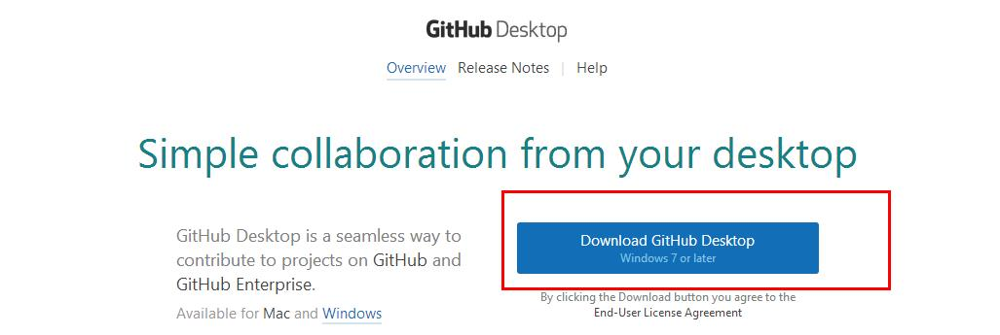 GitHub Desktop
Overview Release Notes | Help
Simple collaboration from your desktop
GitHub Desktop is a seamless way to
contribute to projects on GitHub and
GitHub Enterprise.
Available for Mac and Windows
Download GitHub Desktop
Windows 7 or later
By clicking the Download button you agree to the
End-User License Agreement